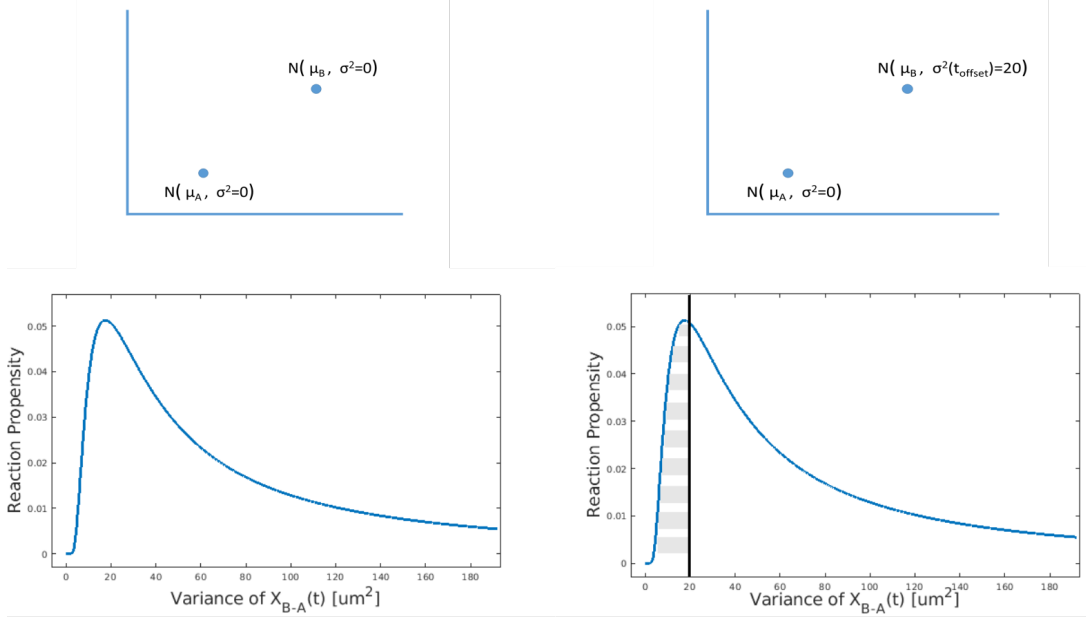 N( μB , σ²=0)
N( μA , σ²=0)
N( μB , σ²(toffset)=20)
N( μA , σ²=0)
Reaction Propensity
0.05
0.04
0.03
0.02
0.01
0
0 20 40 60 80 100 120 140 160 180
Variance of XB-A(t) [um²]
Reaction Propensity
0.05
0.04
0.03
0.02
0.01
0
0 20 40 60 80 100 120 140 160 180
Variance of XB-A(t) [um²]